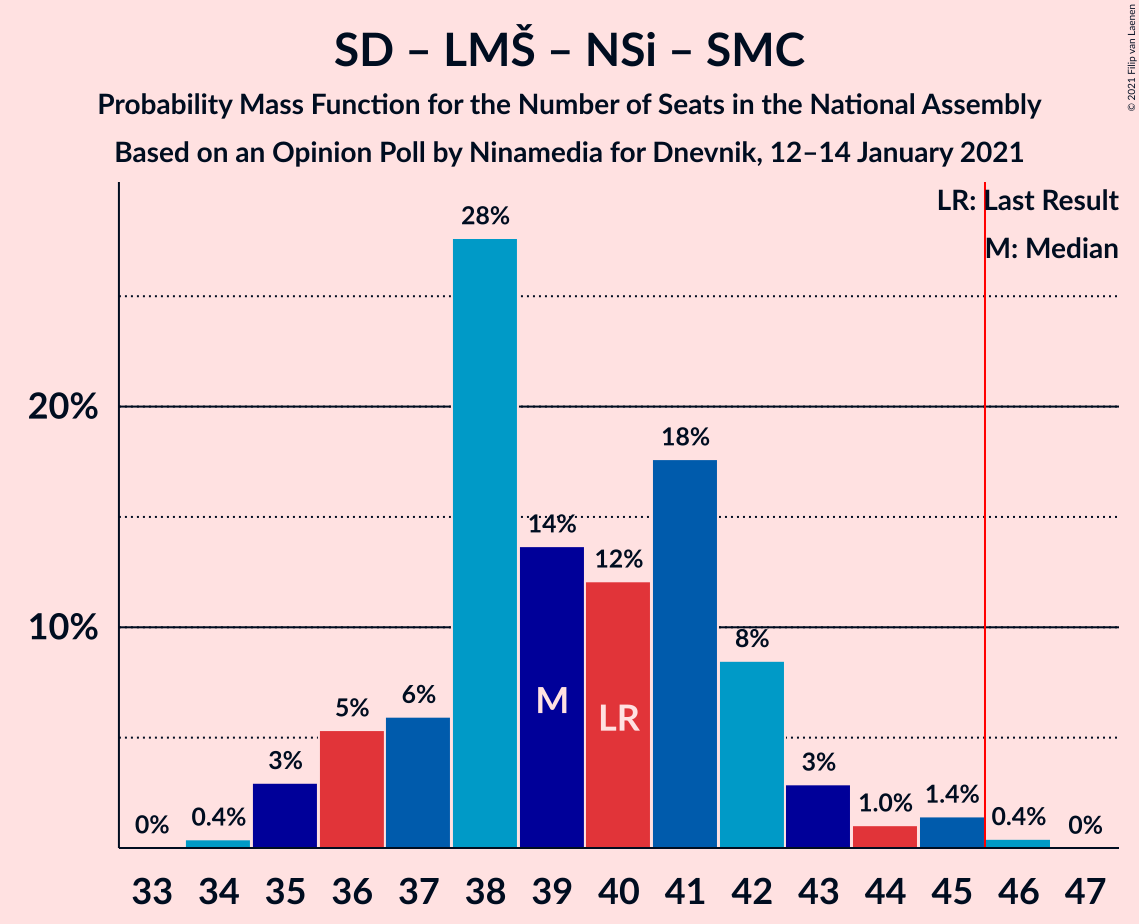 SD – LMŠ – NSi – SMC
Probability Mass Function for the Number of Seats in the National Assembly
Based on an Opinion Poll by Ninamedia for Dnevnik, 12–14 January 2021
© 2021 Filip van Laenen
LR: Last Result
M: Median
20%
10%
0%
0.4%
3%
5%
6%
28%
14%
12%
18%
8%
3%
1.0%
1.4%
0.4%
0%
M
LR
33 34 35 36 37 38 39 40 41 42 43 44 45 46 47